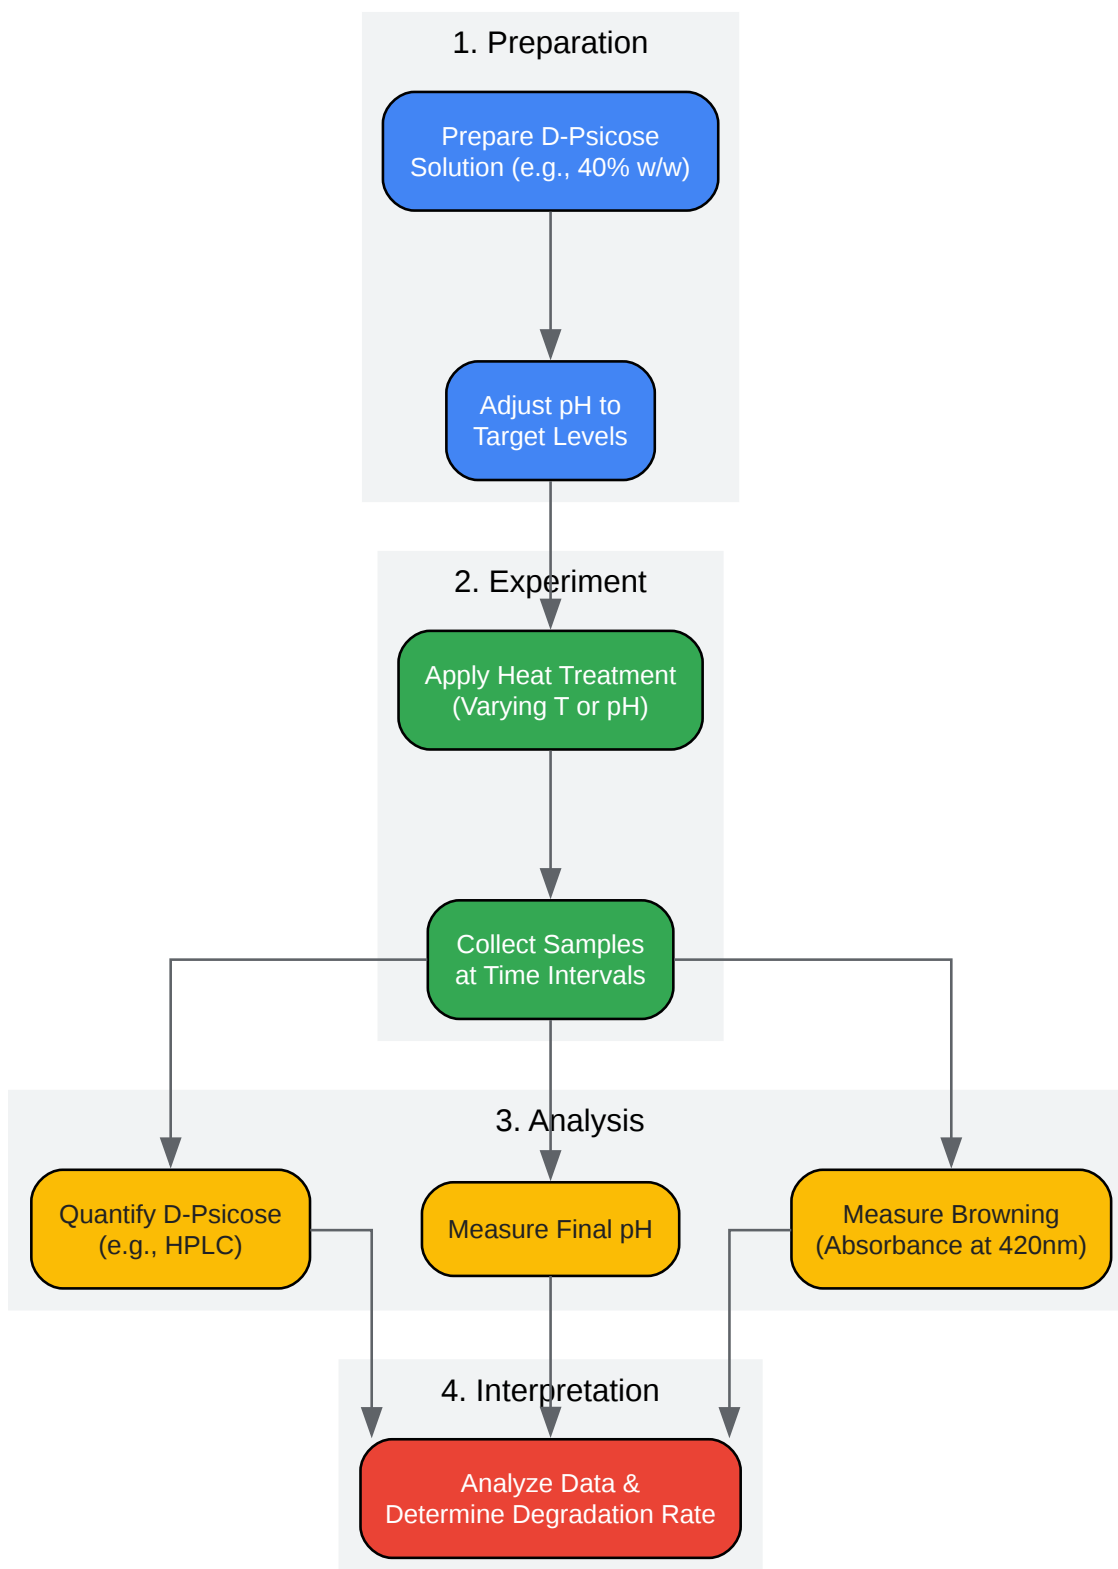 1. Preparation
Prepare D-Psicose
Solution (e.g., 40% w/w)
Adjust pH to
Target Levels
2. Experiment
Apply Heat Treatment
(Varying T or pH)
Collect Samples
at Time Intervals
3. Analysis
Quantify D-Psicose
(e.g., HPLC)
Measure Final pH
Measure Browning
(Absorbance at 420nm)
4. Interpretation
Analyze Data &
Determine Degradation Rate